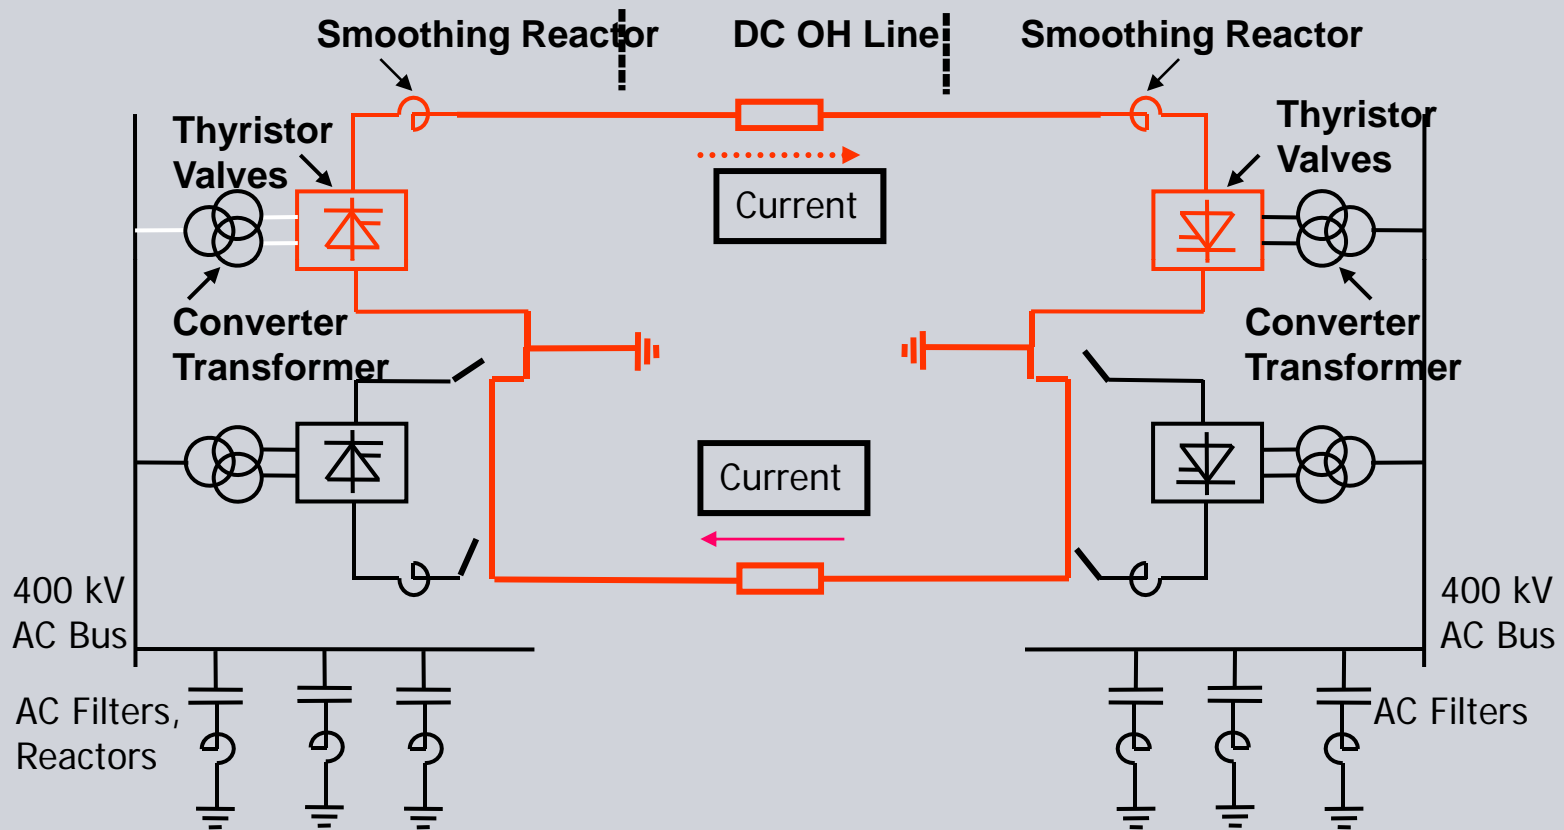 Smoothing Reactor
DC OH Line
Smoothing Reactor
Thyristor
Valves
Thyristor
Valves
Current
Converter
Transformer
Converter
Transformer
Current
400 kV
AC Bus
400 kV
AC Bus
AC Filters,
Reactors
AC Filters